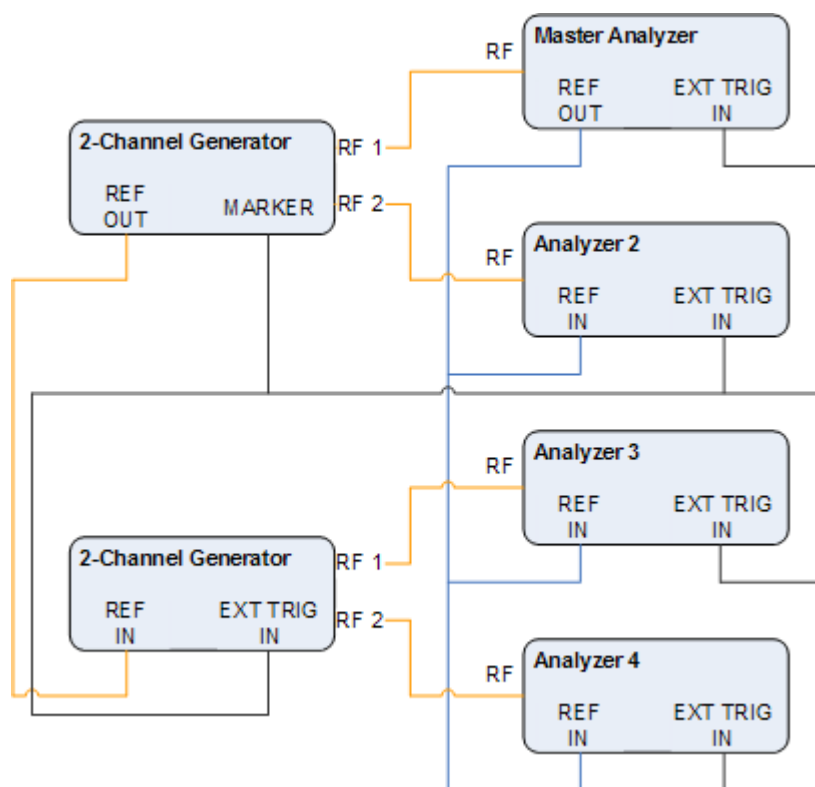 Master Analyzer
RF
REF
OUT
EXT TRIG
IN
2-Channel Generator
RF 1
REF
OUT
MARKER
RF 2
Analyzer 2
RF
REF
IN
EXT TRIG
IN
Analyzer 3
RF
REF
IN
EXT TRIG
IN
2-Channel Generator
RF 1
REF
IN
EXT TRIG
IN
RF 2
Analyzer 4
RF
REF
IN
EXT TRIG
IN